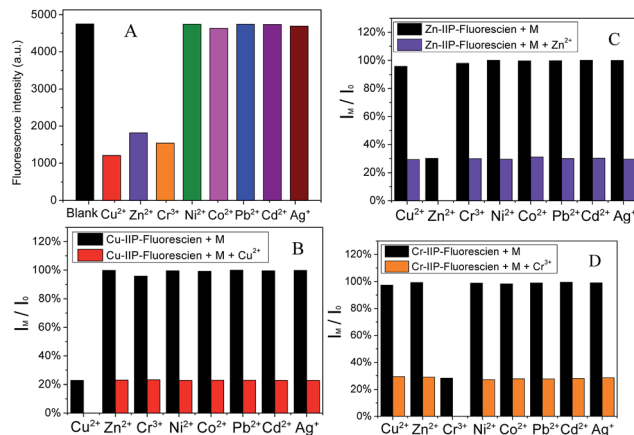 A
Fluorescence intensity (a.u.)
5000
4000
3000
2000
1000
0
Blank Cu²⁺ Zn²⁺ Cr³⁺ Ni²⁺ Co²⁺ Pb²⁺ Cd²⁺ Ag⁺
C
Zn-IIP-Fluorescien + M
Zn-IIP-Fluorescien + M + Zn²⁺
I_M / I_0
120%
100%
80%
60%
40%
20%
0
Cu²⁺ Zn²⁺ Cr³⁺ Ni²⁺ Co²⁺ Pb²⁺ Cd²⁺ Ag⁺
B
Cu-IIP-Fluorescien + M
Cu-IIP-Fluorescien + M + Cu²⁺
I_M / I_0
120%
100%
80%
60%
40%
20%
0
Cu²⁺ Zn²⁺ Cr³⁺ Ni²⁺ Co²⁺ Pb²⁺ Cd²⁺ Ag⁺
D
Cr-IIP-Fluorescien + M
Cr-IIP-Fluorescien + M + Cr³⁺
I_M / I_0
120%
100%
80%
60%
40%
20%
0
Cu²⁺ Zn²⁺ Cr³⁺ Ni²⁺ Co²⁺ Pb²⁺ Cd²⁺ Ag⁺